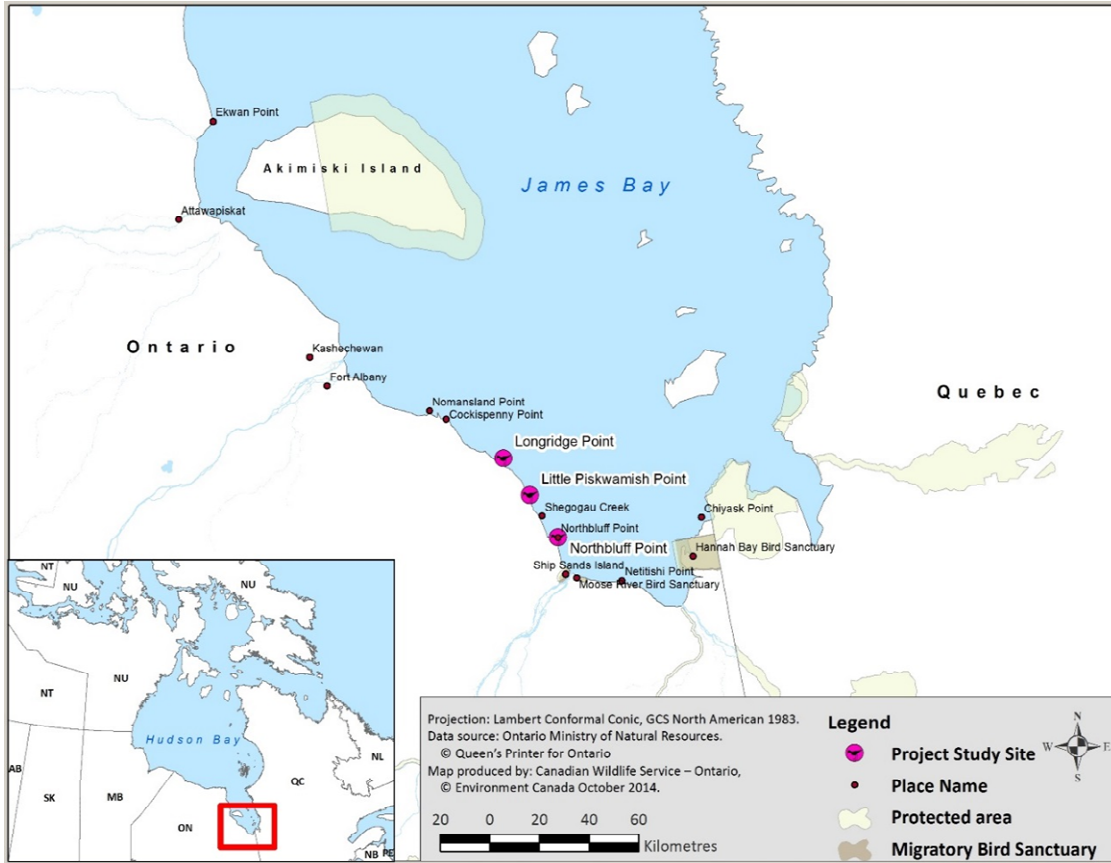 Ekwan Point
Akimiski Island
James Bay
Attawapiskat
Ontario
Kashechewan
Fort Albany
Quebec
Nomansland Point
Cockispenny Point
Longridge Point
Little Piskwamish Point
Shegogau Creek
Chiyask Point
Northbluff Point
Northbluff Point
Hannah Bay Bird Sanctuary
Ship Sands Island
Netitishi Point
Moose River Bird Sanctuary
NT
NU
NU
NU
NT
NU
Hudson Bay
AB
SK
MB
ON
QC
NL
NB
PE
Projection: Lambert Conformal Conic, GCS North American 1983.
Data source: Ontario Ministry of Natural Resources.
© Queen's Printer for Ontario
Map produced by: Canadian Wildlife Service – Ontario,
© Environment Canada October 2014.
20 0 20 40 60
Kilometres
Legend
Project Study Site
Place Name
Protected area
Migratory Bird Sanctuary
N
W E
S